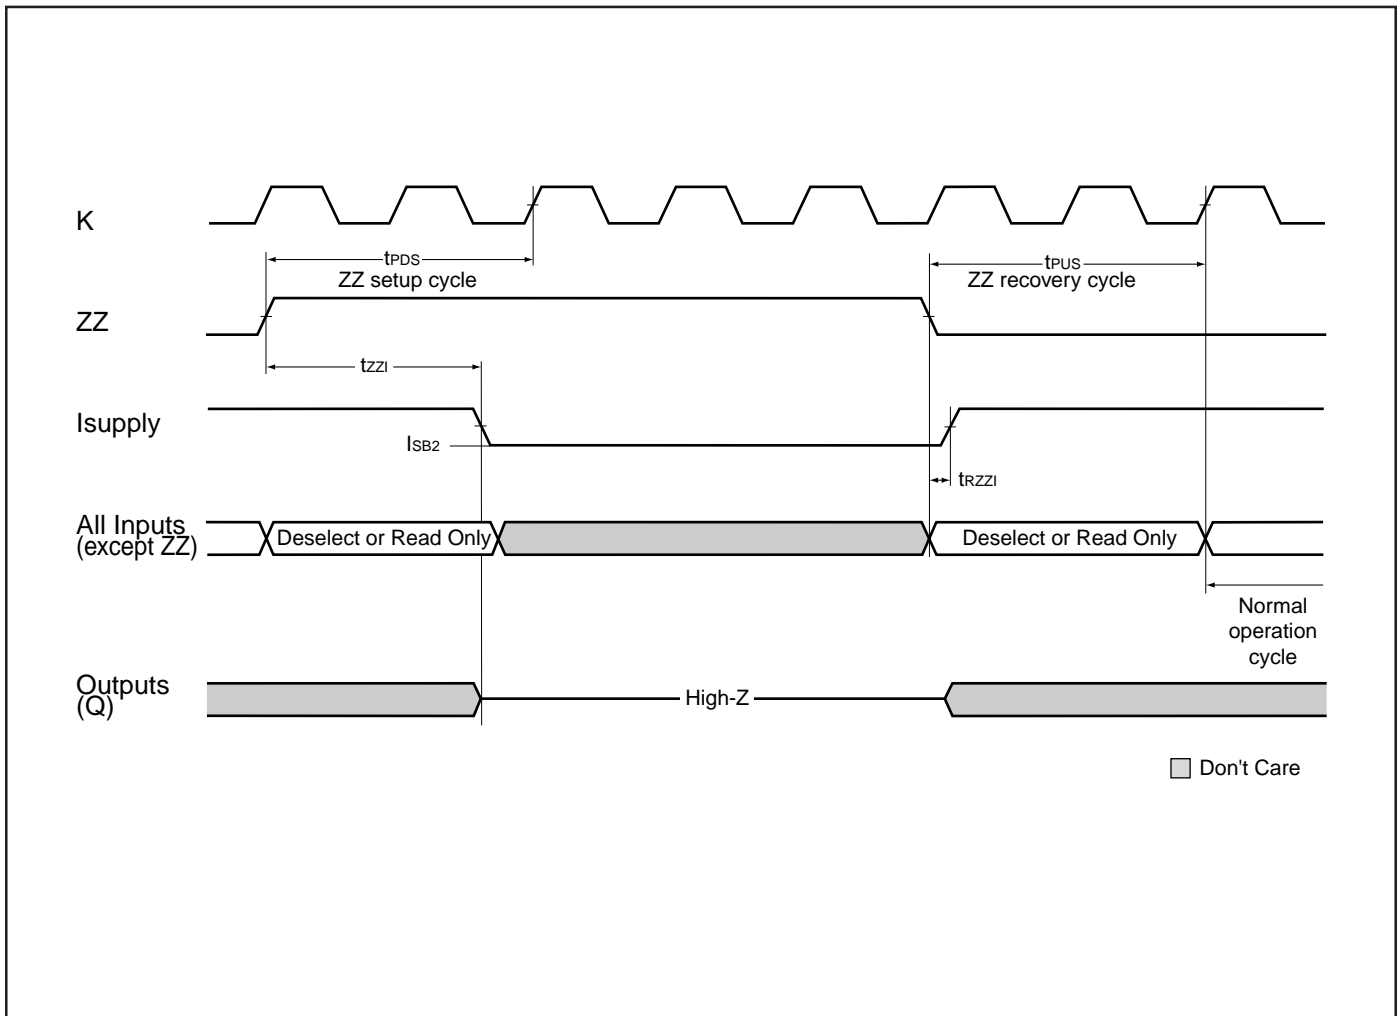 K
tPDS
ZZ setup cycle
tPUS
ZZ recovery cycle
ZZ
tZZI
Isupply
ISB2
tRZZI
All Inputs
(except ZZ)
Deselect or Read Only
Deselect or Read Only
Normal
operation
cycle
Outputs
(Q)
High-Z
Don't Care